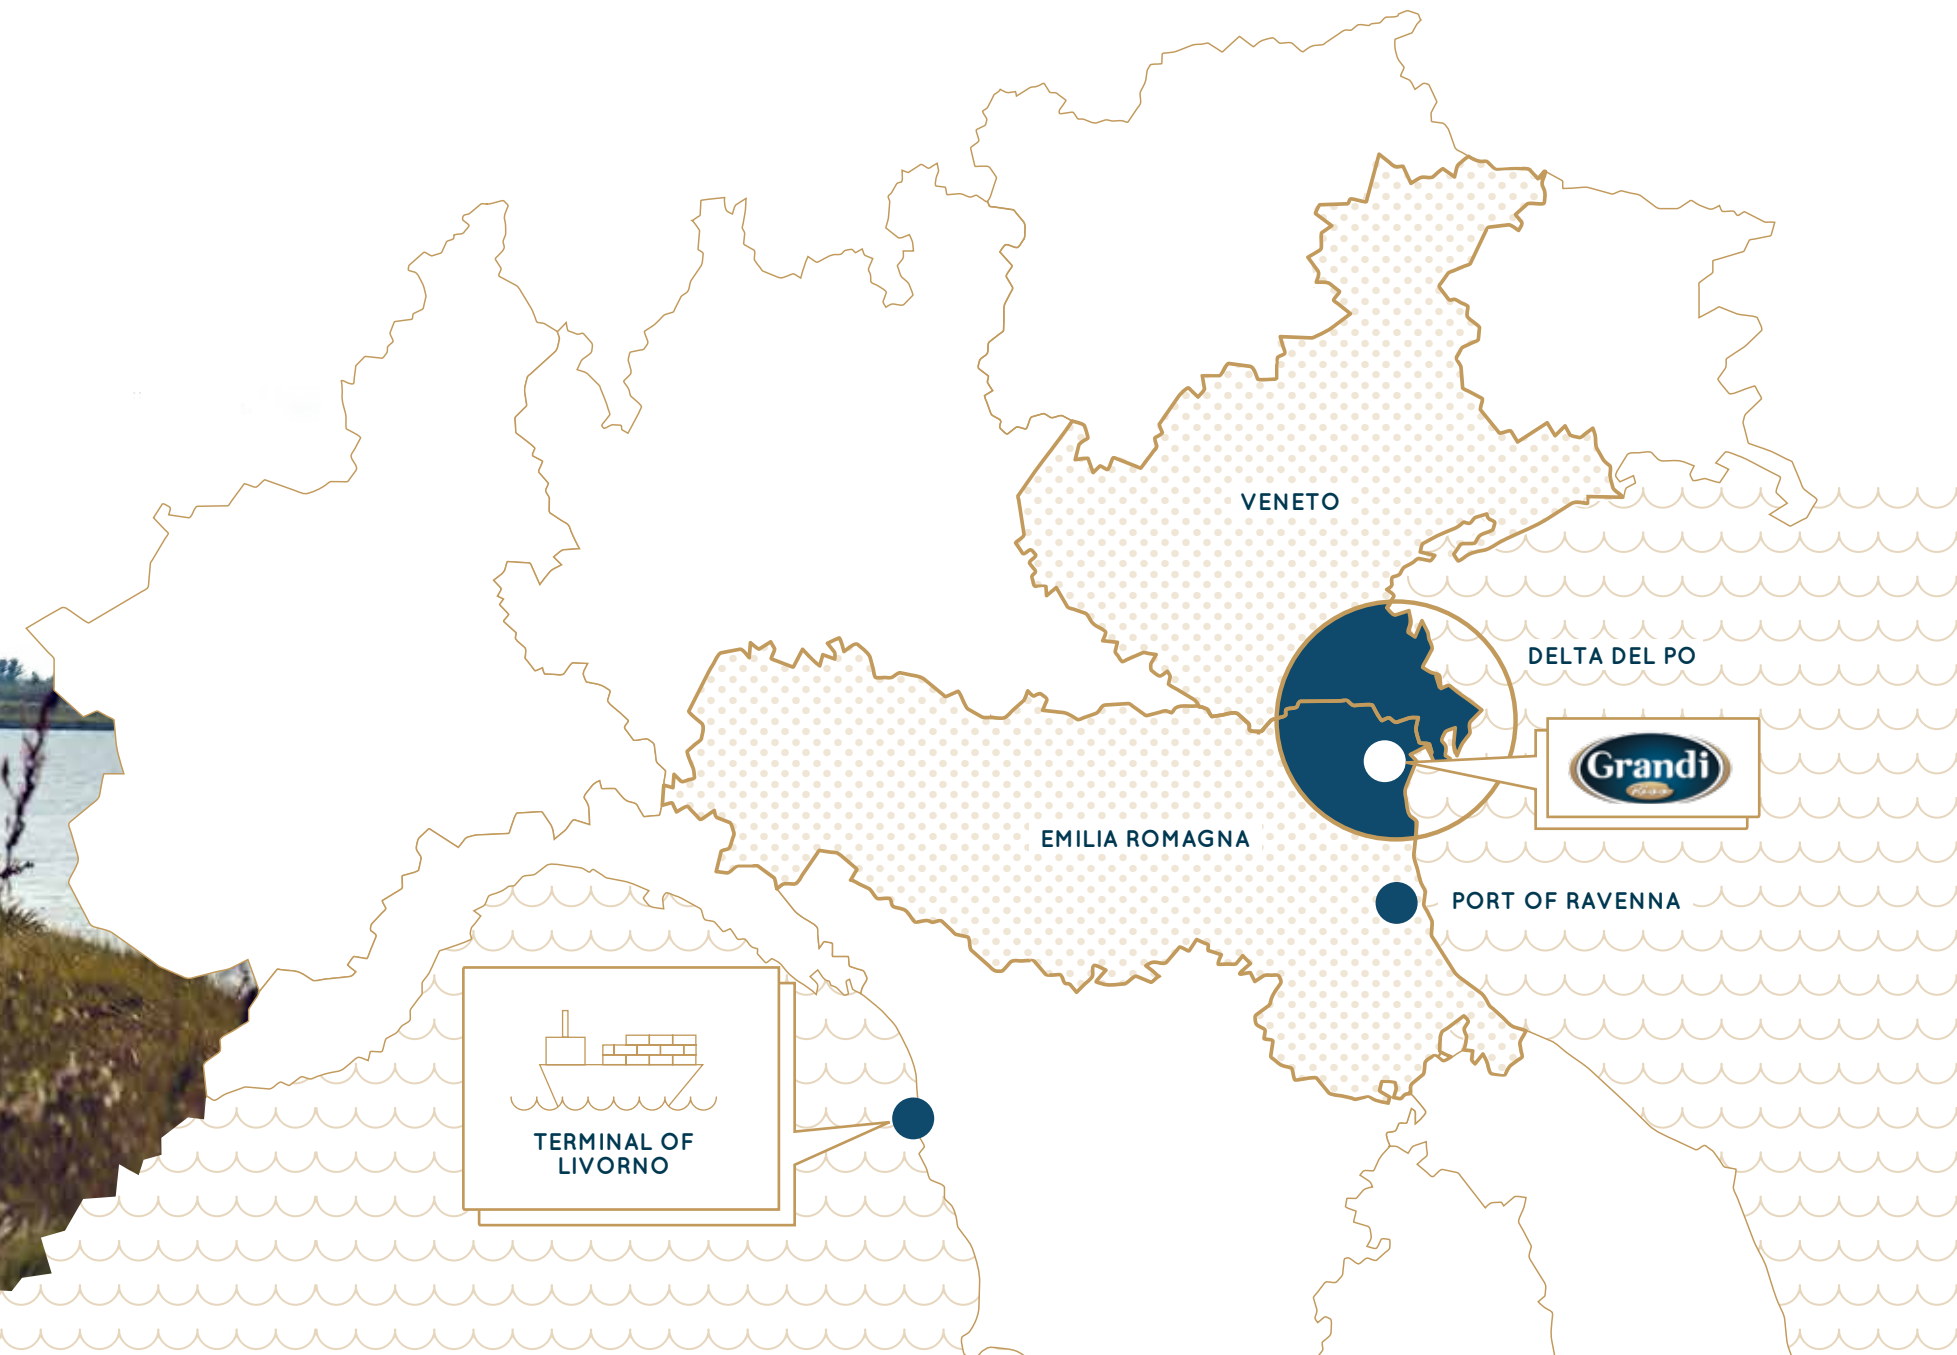 VENETO
DELTA DEL PO
Grandi
EMILIA ROMAGNA
PORT OF RAVENNA
TERMINAL OF
LIVORNO